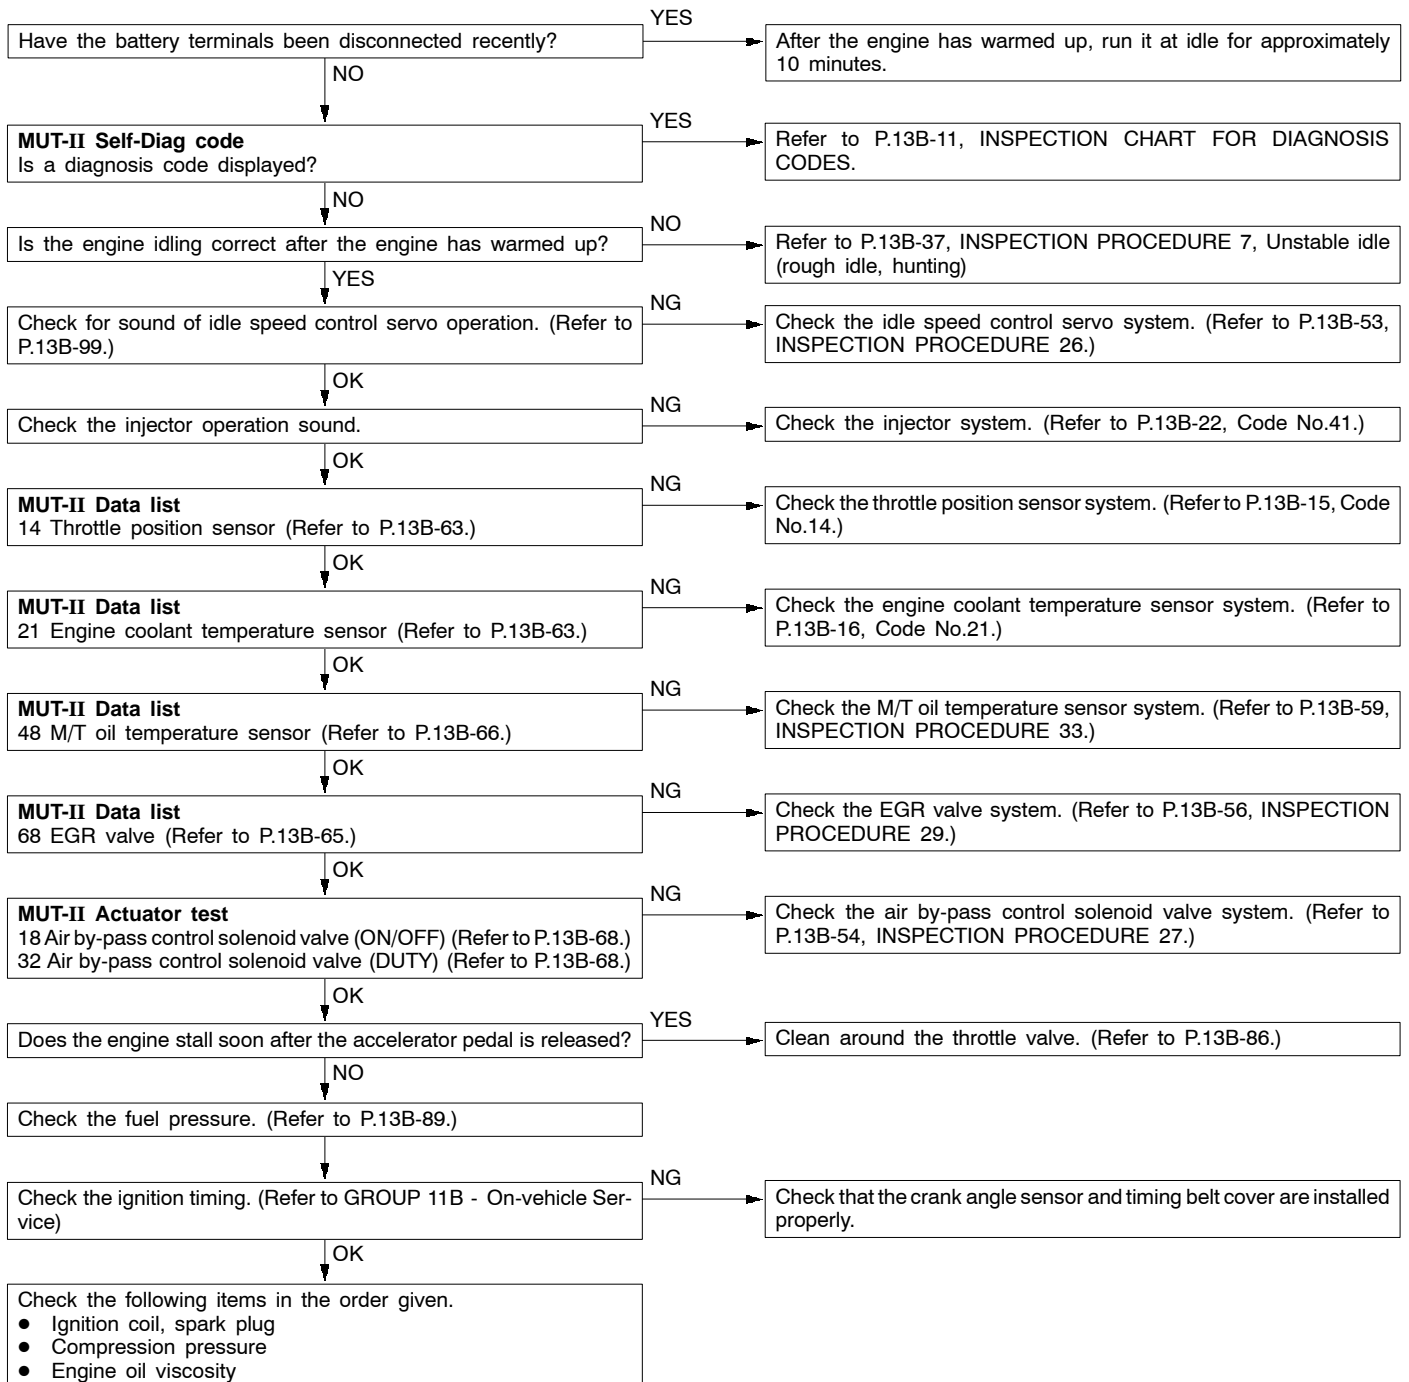 Have the battery terminals been disconnected recently?
YES
After the engine has warmed up, run it at idle for approximately
10 minutes.
NO
MUT-II Self-Diag code
Is a diagnosis code displayed?
YES
Refer to P.13B-11, INSPECTION CHART FOR DIAGNOSIS
CODES.
NO
Is the engine idling correct after the engine has warmed up?
NO
Refer to P.13B-37, INSPECTION PROCEDURE 7, Unstable idle
(rough idle, hunting)
YES
Check for sound of idle speed control servo operation. (Refer to
P.13B-99.)
NG
Check the idle speed control servo system. (Refer to P.13B-53,
INSPECTION PROCEDURE 26.)
OK
Check the injector operation sound.
NG
Check the injector system. (Refer to P.13B-22, Code No.41.)
OK
MUT-II Data list
14 Throttle position sensor (Refer to P.13B-63.)
NG
Check the throttle position sensor system. (Refer to P.13B-15, Code
No.14.)
OK
MUT-II Data list
21 Engine coolant temperature sensor (Refer to P.13B-63.)
NG
Check the engine coolant temperature sensor system. (Refer to
P.13B-16, Code No.21.)
OK
MUT-II Data list
48 M/T oil temperature sensor (Refer to P.13B-66.)
NG
Check the M/T oil temperature sensor system. (Refer to P.13B-59,
INSPECTION PROCEDURE 33.)
OK
MUT-II Data list
68 EGR valve (Refer to P.13B-65.)
NG
Check the EGR valve system. (Refer to P.13B-56, INSPECTION
PROCEDURE 29.)
OK
MUT-II Actuator test
18 Air by-pass control solenoid valve (ON/OFF) (Refer to P.13B-68.)
32 Air by-pass control solenoid valve (DUTY) (Refer to P.13B-68.)
NG
Check the air by-pass control solenoid valve system. (Refer to
P.13B-54, INSPECTION PROCEDURE 27.)
OK
Does the engine stall soon after the accelerator pedal is released?
YES
Clean around the throttle valve. (Refer to P.13B-86.)
NO
Check the fuel pressure. (Refer to P.13B-89.)
Check the ignition timing. (Refer to GROUP 11B - On-vehicle Ser-
vice)
NG
Check that the crank angle sensor and timing belt cover are installed
properly.
OK
Check the following items in the order given.
● Ignition coil, spark plug
● Compression pressure
● Engine oil viscosity